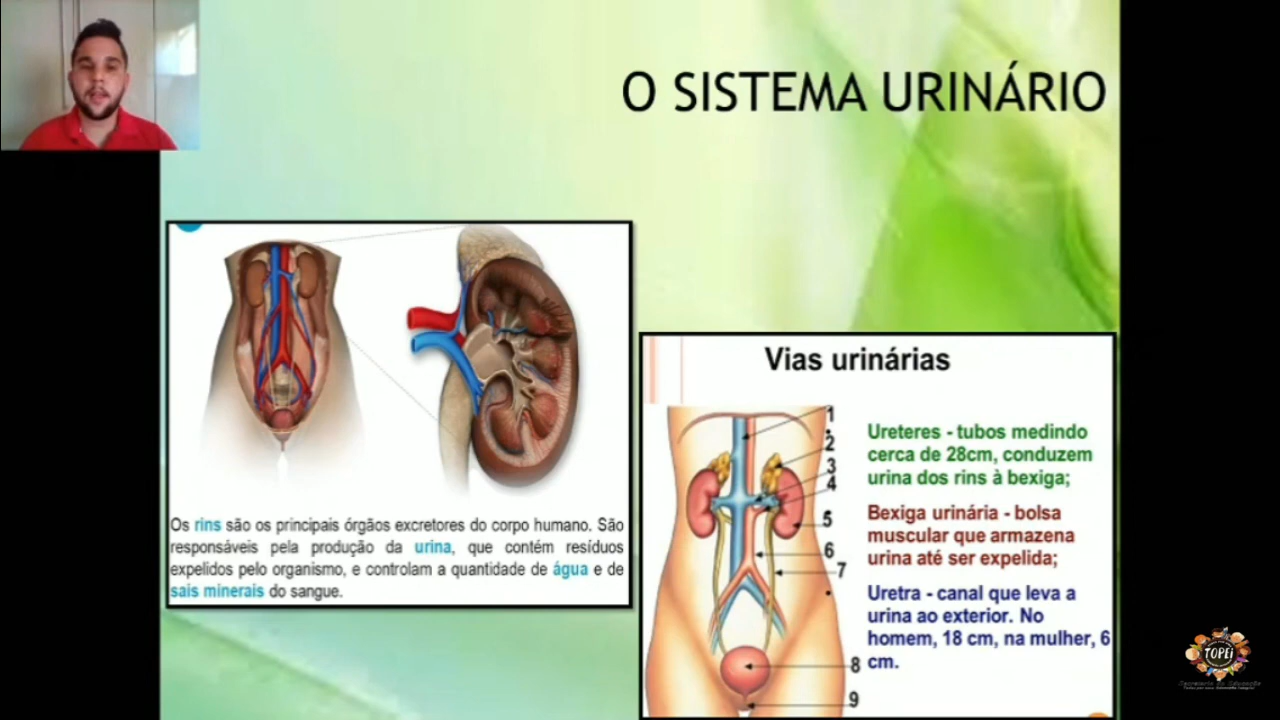 O SISTEMA URINÁRIO
Os rins são os principais órgãos excretores do corpo humano. São
responsáveis pela produção da urina, que contém resíduos
expelidos pelo organismo, e controlam a quantidade de água e de
sais minerais do sangue.
Vias urinárias
1
2
3
4
5
6
7
8
9
Ureteres - tubos medindo
cerca de 28cm, conduzem
urina dos rins à bexiga;
Bexiga urinária - bolsa
muscular que armazena
urina até ser expelida;
Uretra - canal que leva a
urina ao exterior. No
homem, 18 cm, na mulher, 6
cm.
TOPEi